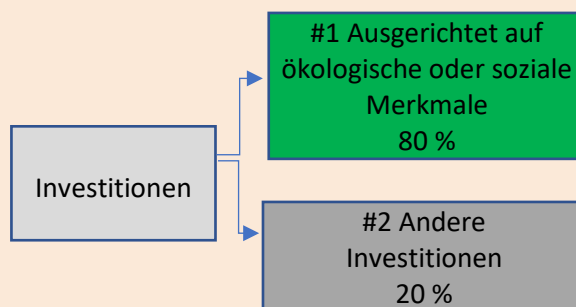 #1 Ausgerichtet auf
ökologische oder soziale
Merkmale
80 %
Investitionen
#2 Andere
Investitionen
20 %